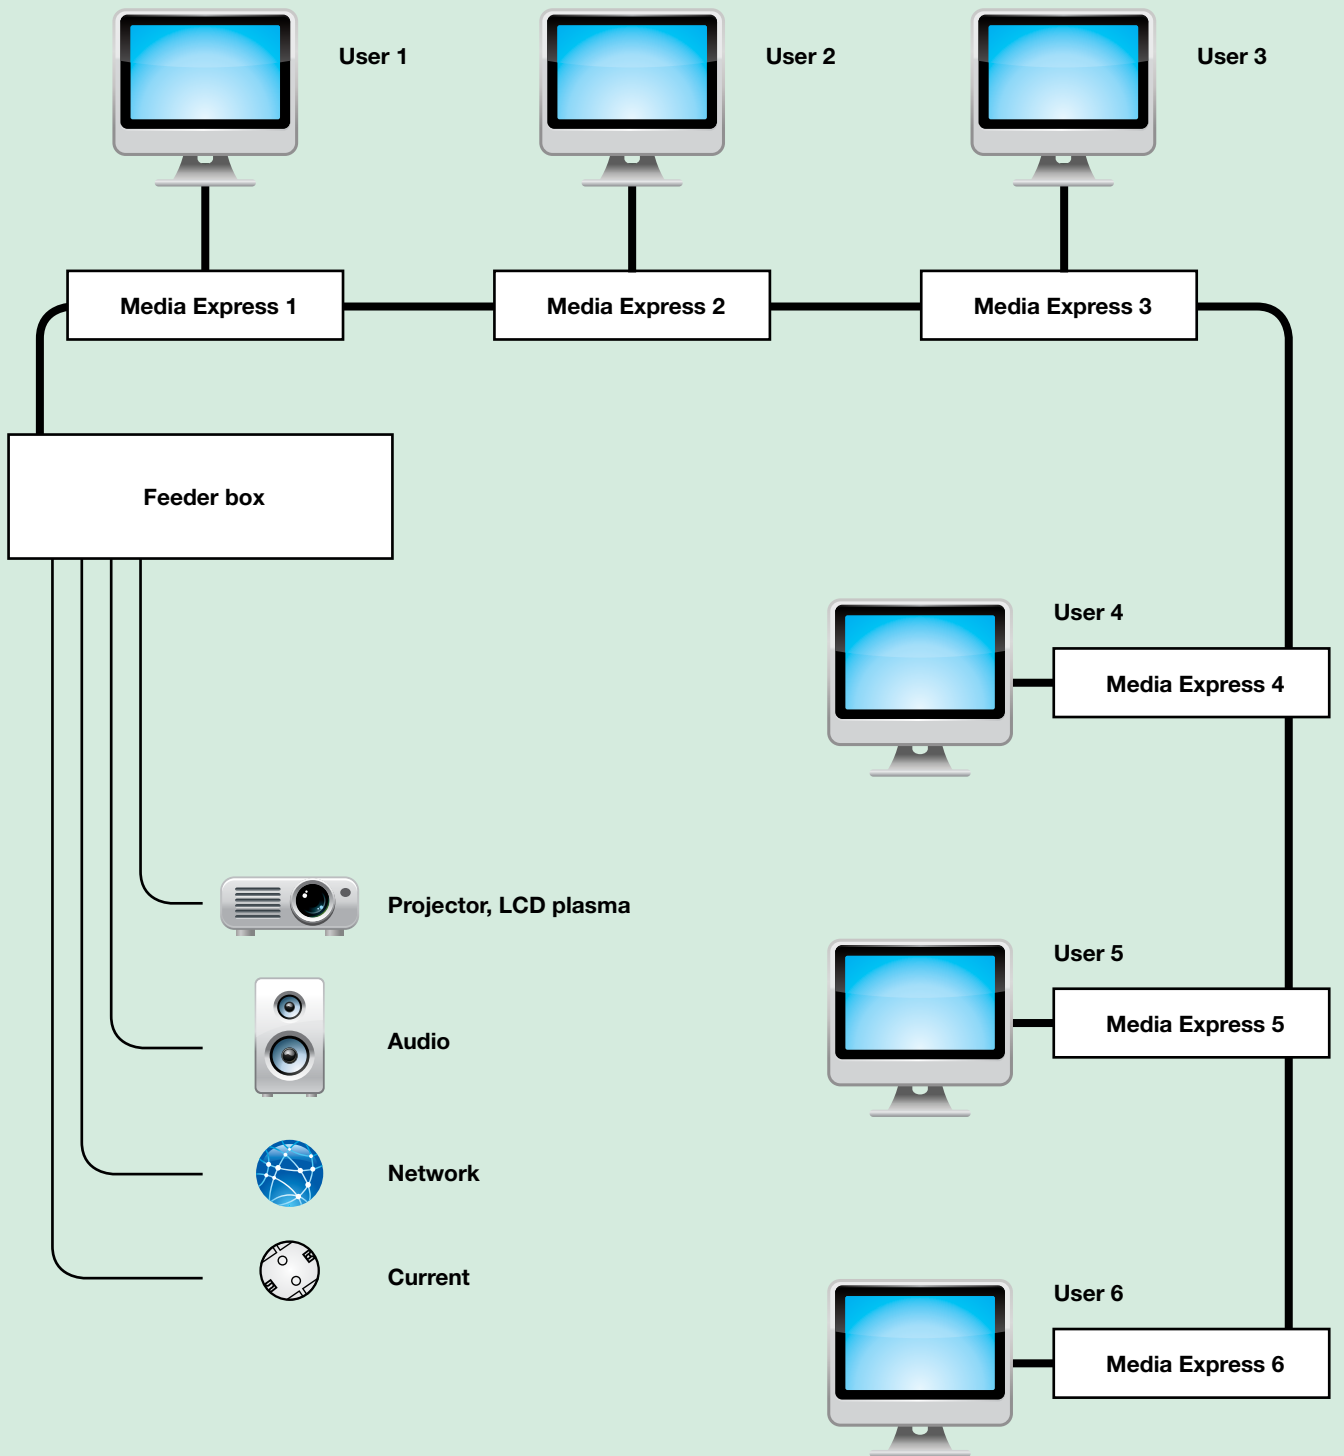 User 1
User 2
User 3
Media Express 1
Media Express 2
Media Express 3
Feeder box
User 4
Media Express 4
Projector, LCD plasma
User 5
Media Express 5
Audio
Network
Current
User 6
Media Express 6